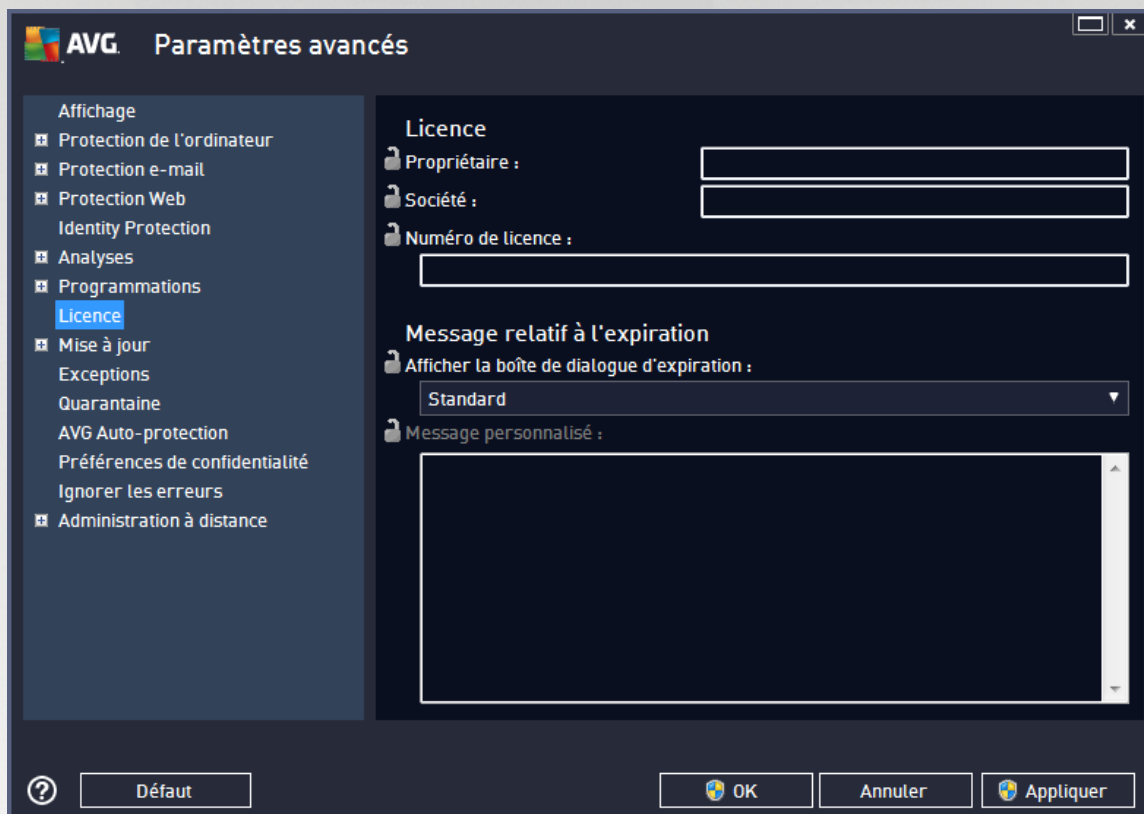 AVG.
Paramètres avancés
Affichage
Protection de l'ordinateur
Protection e-mail
Protection Web
Identity Protection
Analyses
Programmations
Licence
Mise à jour
Exceptions
Quarantaine
AVG Auto-protection
Préférences de confidentialité
Ignorer les erreurs
Administration à distance
Licence
Propriétaire :
Société :
Numéro de licence :
Message relatif à l'expiration
Afficher la boîte de dialogue d'expiration :
Standard
Message personnalisé :
Défaut
OK
Annuler
Appliquer